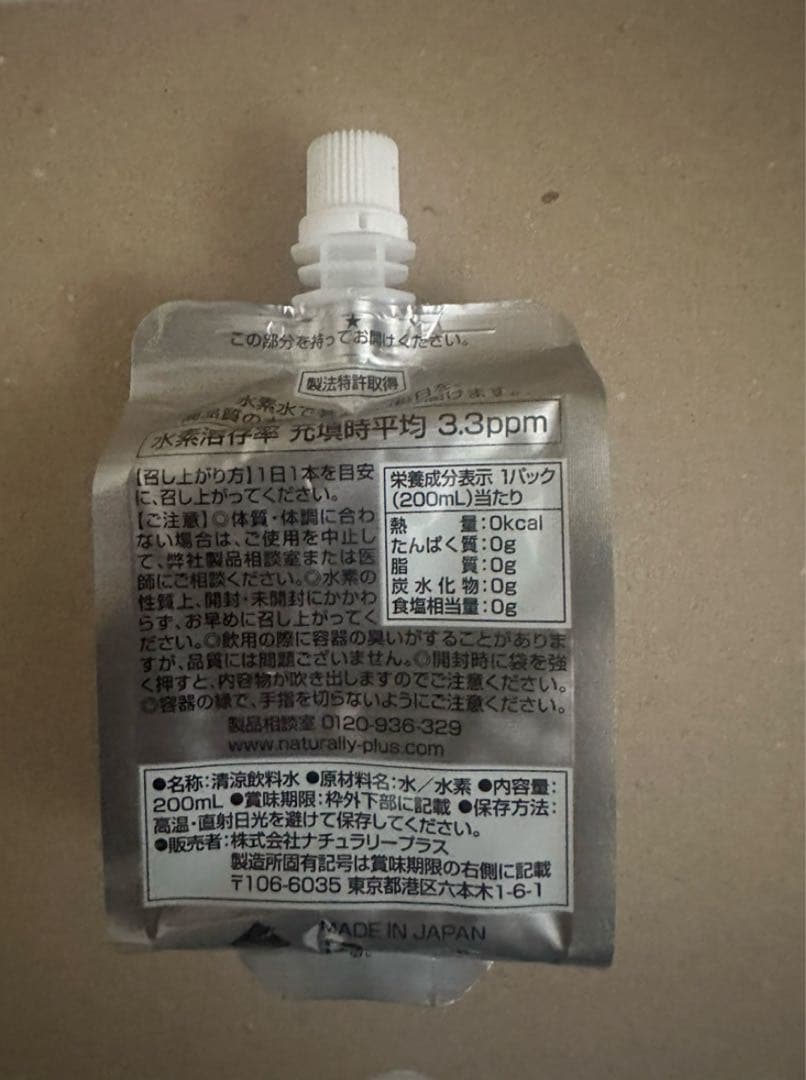 ★
この部分を持ってお開けください。
製法特許取得
水素水で
水素溶存率 充填時平均 3.3ppm
【召し上がり方】1日1本を目安
に、召し上がってください。
【ご注意】◎体質・体調に合わ
ない場合は、ご使用を中止し
て、弊社製品相談室または医
師にご相談ください。◎水素の
性質上、開封・未開封にかかわ
らず、お早めに召し上がってく
ださい。◎飲用の際に容器の臭いがすることがありま
すが、品質には問題ございません。◎開封時に袋を強
く押すと、内容物が吹き出しますのでご注意ください。
◎容器の縁で、手指を切らないようにご注意ください。
栄養成分表示 1パック
(200mL)当たり
熱量:0kcal
たんぱく質:0g
脂質:0g
炭水化物:0g
食塩相当量:0g
製品相談室 0120-936-329
www.naturally-plus.com
●名称:清涼飲料水 ●原材料名:水/水素 ●内容量:
200mL ●賞味期限:枠外下部に記載 ●保存方法:
高温・直射日光を避けて保存してください。
●販売者:株式会社ナチュラリープラス
製造所固有記号は賞味期限の右側に記載
〒106-6035 東京都港区六本木1-6-1
MADE IN JAPAN